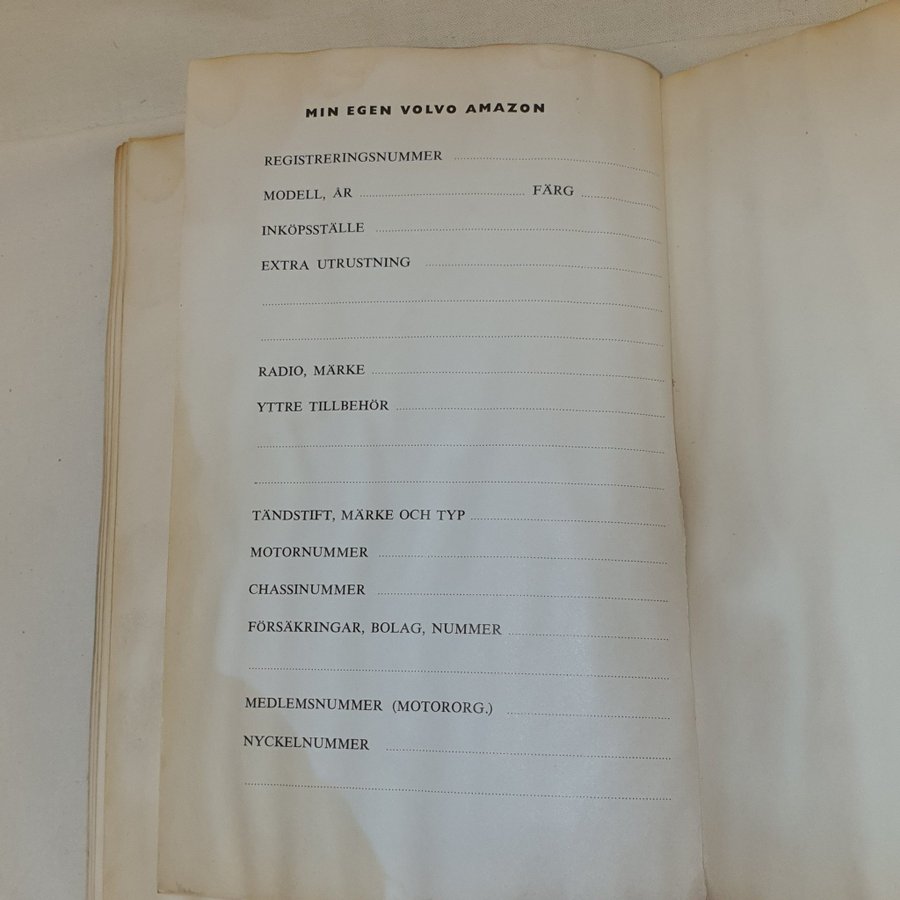 MIN EGEN VOLVO AMAZON
REGISTRERINGSNUMMER
MODELL, ÅR FÄRG
INKÖPSSTÄLLE
EXTRA UTRUSTNING
RADIO, MÄRKE
YTTRE TILLBEHÖR
TÄNDSTIFT, MÄRKE OCH TYP
MOTORNUMMER
CHASSINUMMER
FÖRSÄKRINGAR, BOLAG, NUMMER
MEDLEMSNUMMER (MOTORORG.)
NYCKELNUMMER